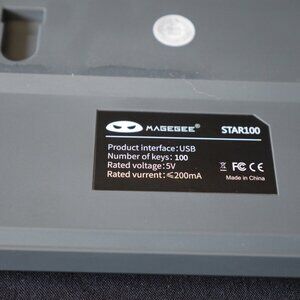 MAGEGEE
STAR100
Product interface: USB
Number of keys: 100
Rated voltage: 5V
Rated vurrent: ≤200mA
FC CE
Made in China